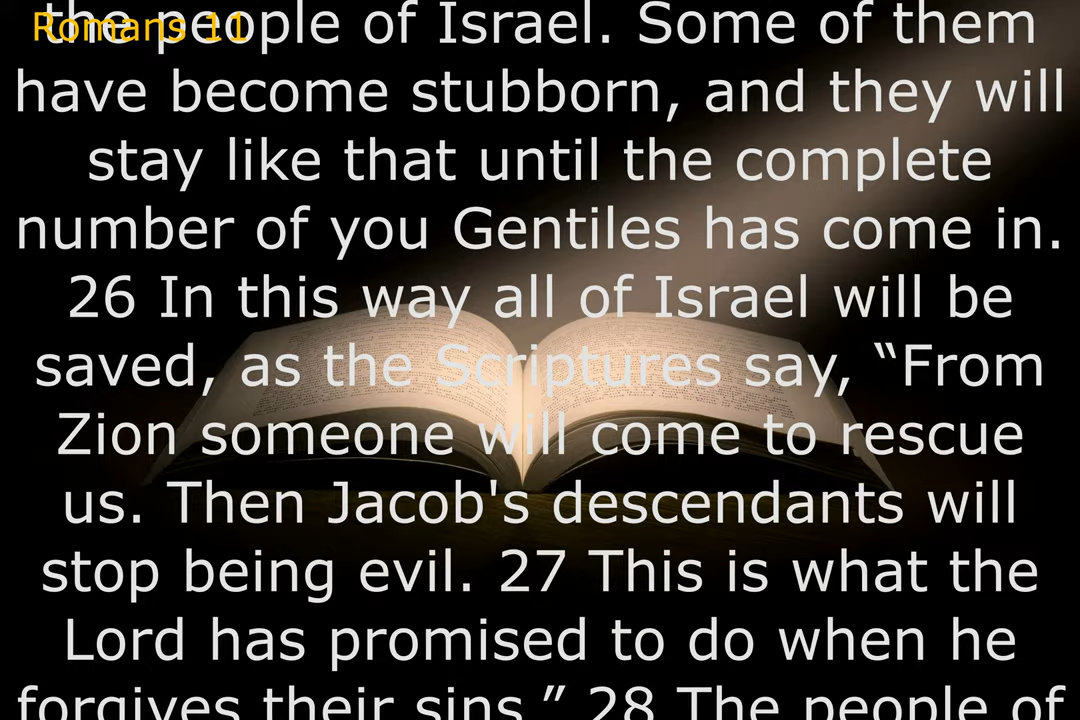 Romans 11
the people of Israel. Some of them
have become stubborn, and they will
stay like that until the complete
number of you Gentiles has come in.
26 In this way all of Israel will be
saved, as the Scriptures say, “From
Zion someone will come to rescue
us. Then Jacob's descendants will
stop being evil. 27 This is what the
Lord has promised to do when he
forgives their sins.” 28 The people of